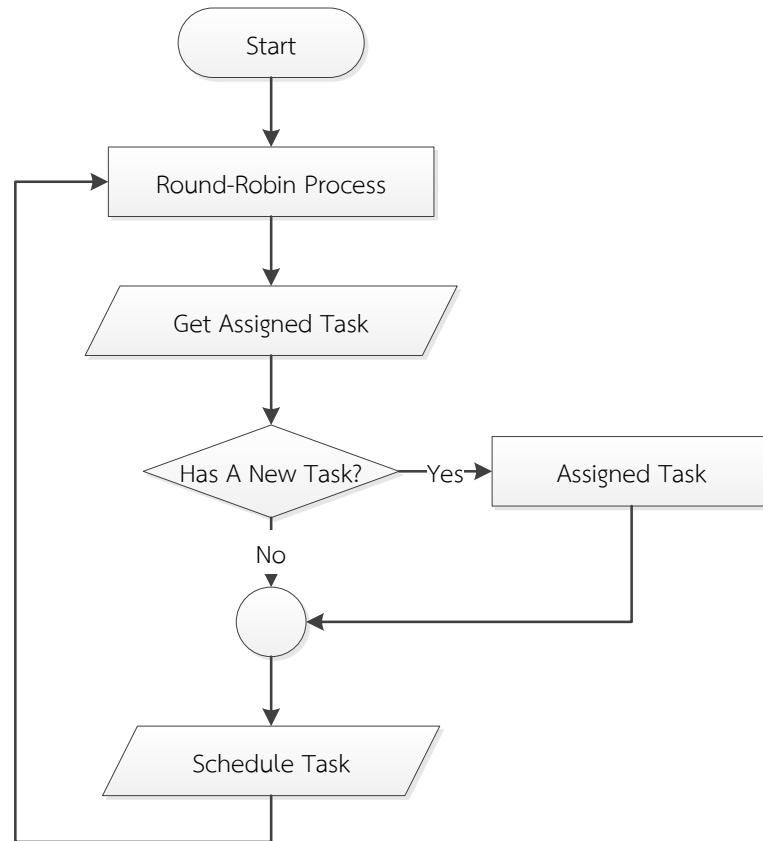 Start
Round-Robin Process
Get Assigned Task
Has A New Task?
Yes
Assigned Task
No
Schedule Task